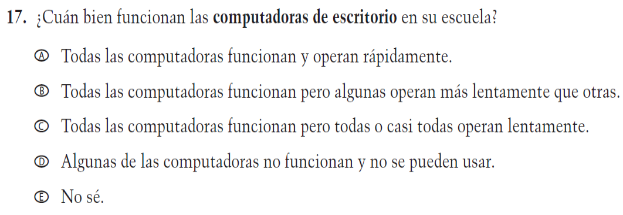 17. ¿Cuán bien funcionan las computadoras de escritorio en su escuela?
Ⓐ Todas las computadoras funcionan y operan rápidamente.
Ⓑ Todas las computadoras funcionan pero algunas operan más lentamente que otras.
Ⓒ Todas las computadoras funcionan pero todas o casi todas operan lentamente.
Ⓓ Algunas de las computadoras no funcionan y no se pueden usar.
Ⓔ No sé.